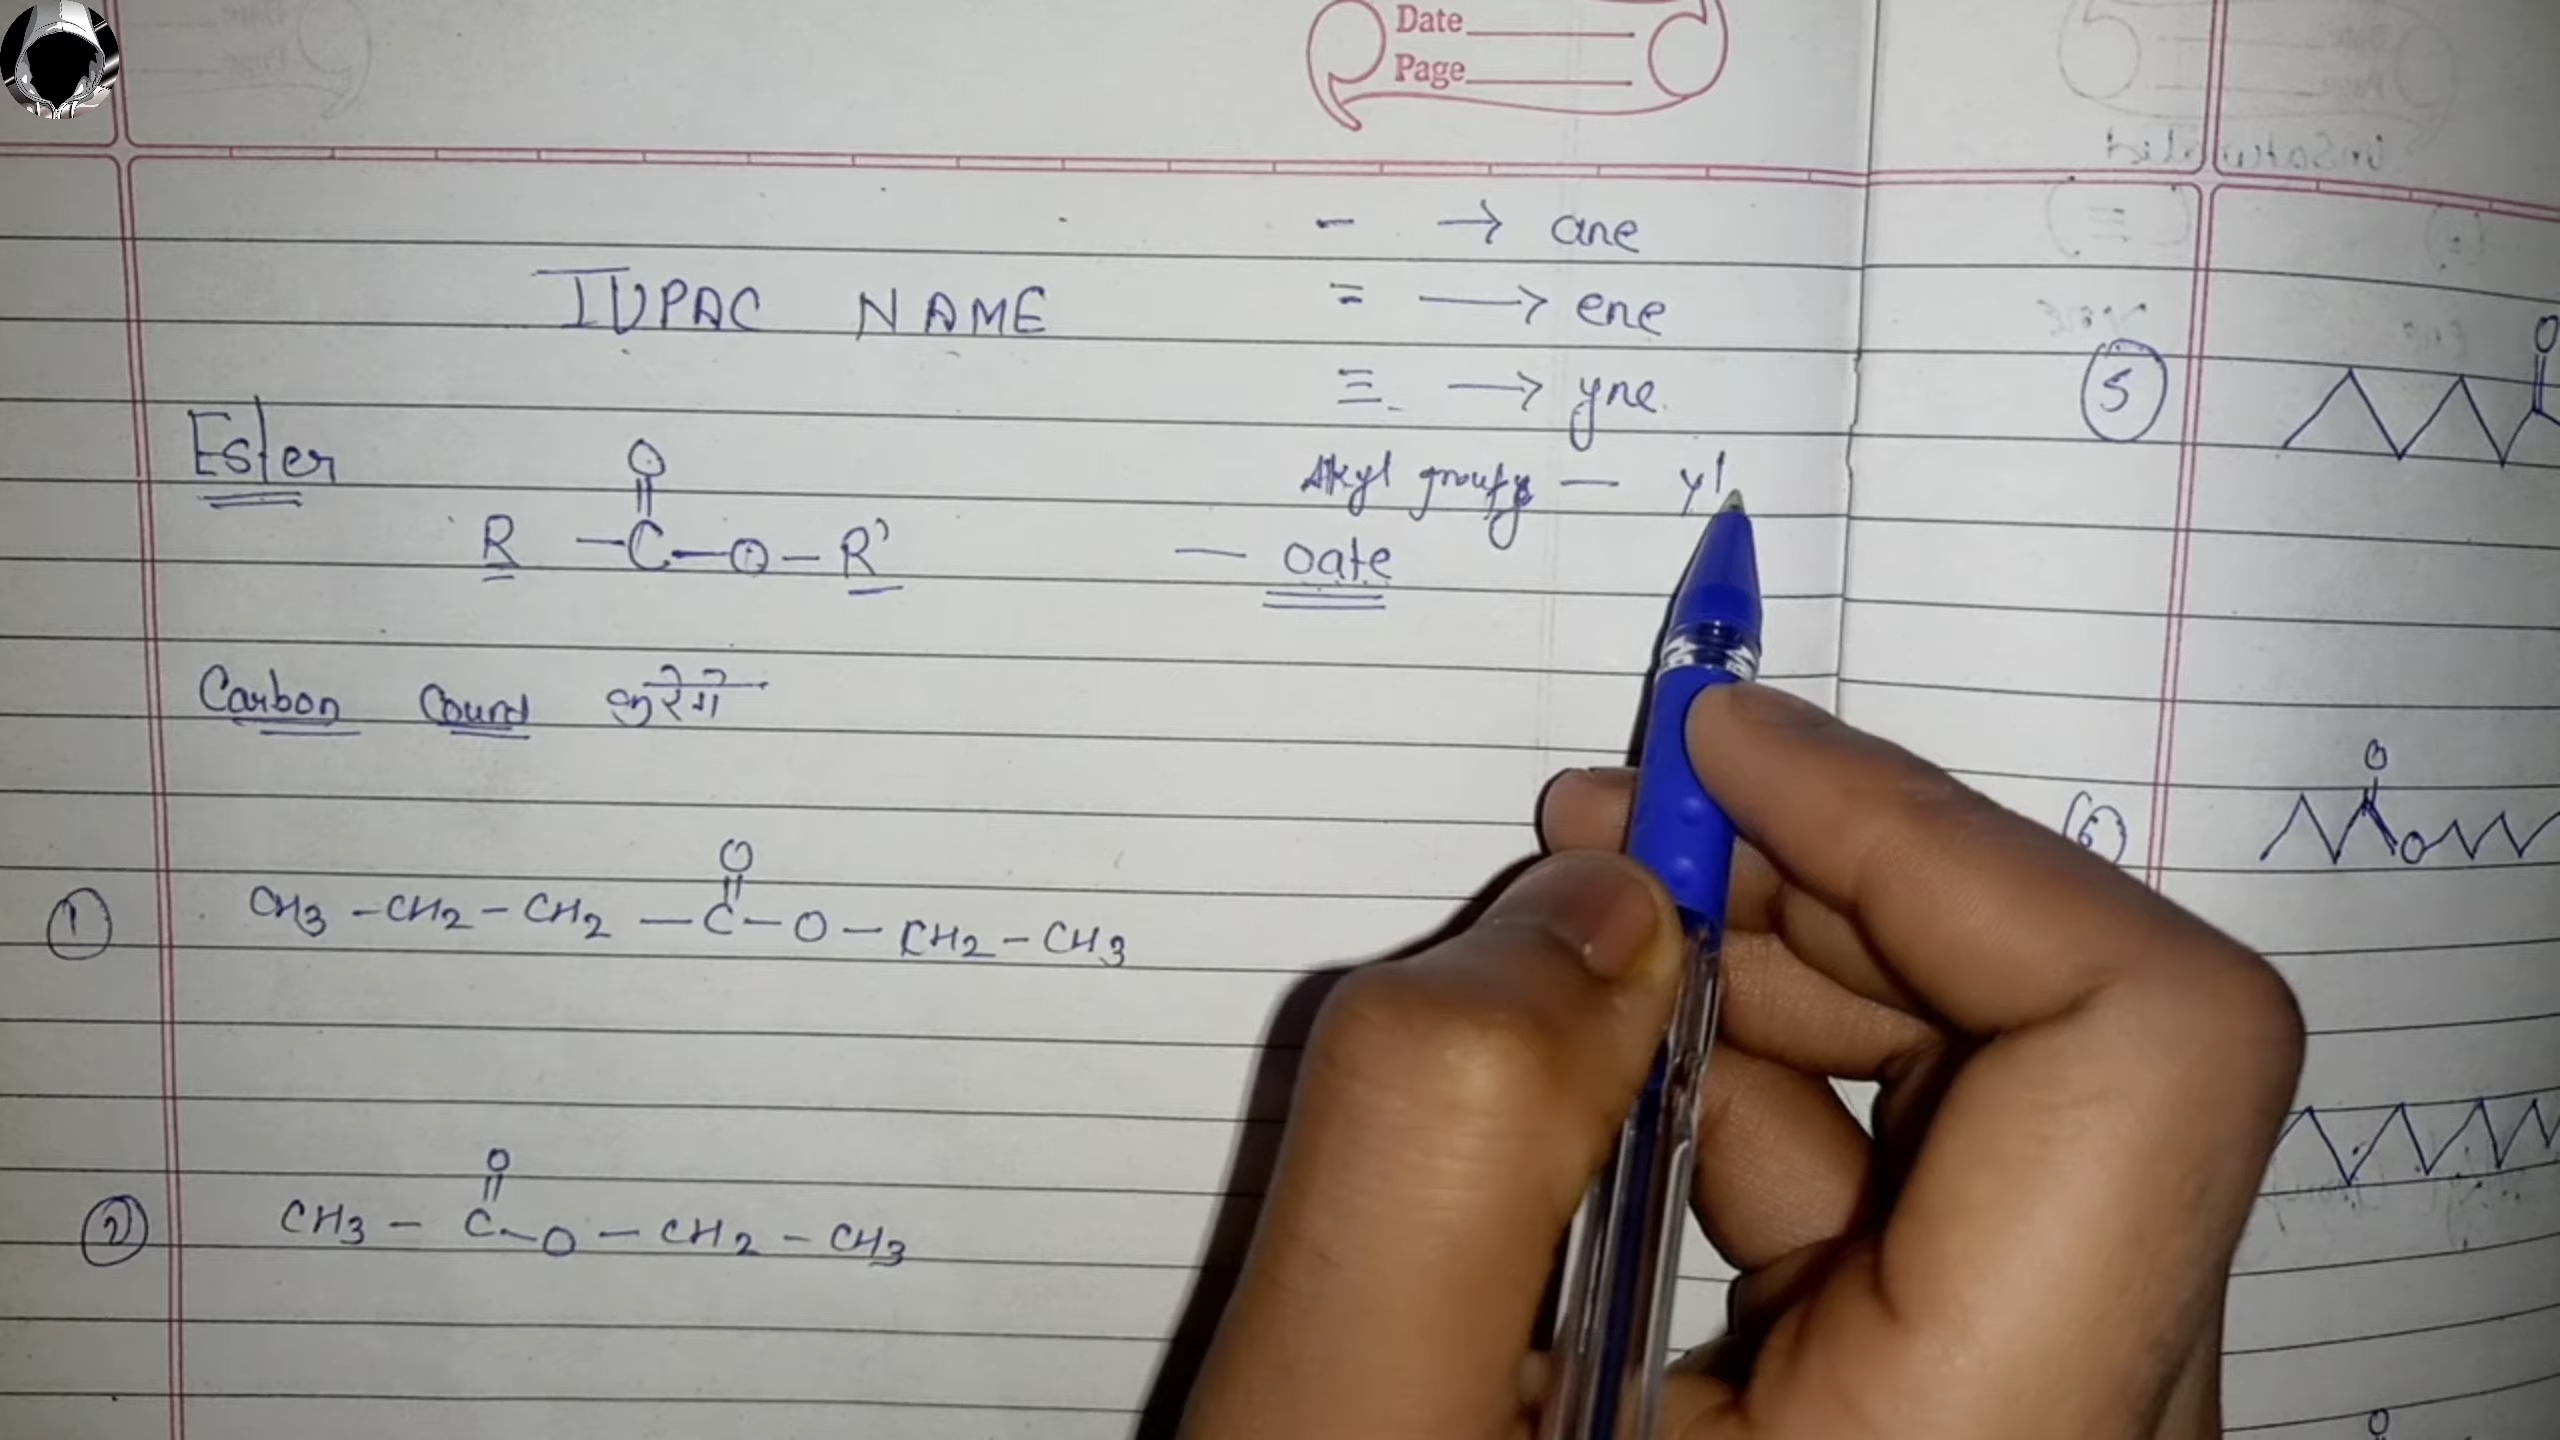 Date
Page
- → ane
IUPAC NAME
= → ene
≡ → yne
Ester
Alkyl group — yl
O
||
R - C - O - R'
— oate
Carbon Count करेंगे
O
||
① CH3 - CH2 - CH2 - C - O - CH2 - CH3
O
||
② CH3 - C - O - CH2 - CH3
5
O
6
O
O
O